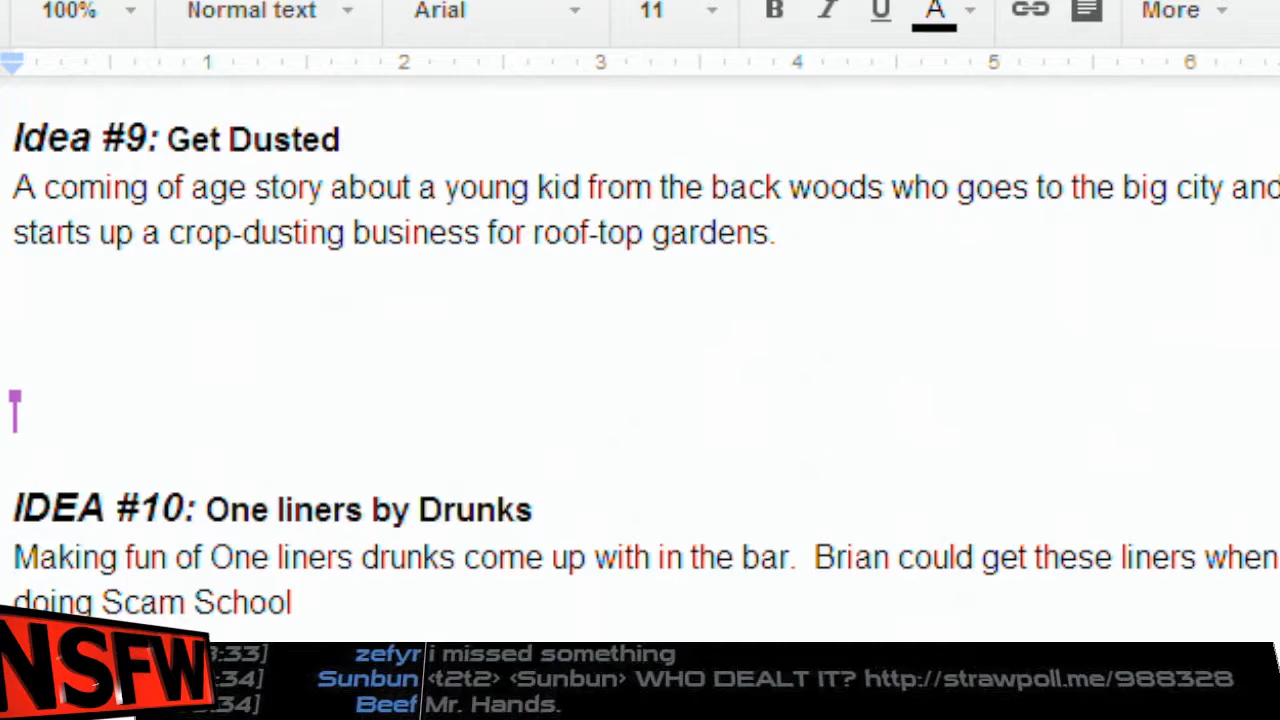 100% Normal text Arial 11 B I U A More
1 2 3 4 5 6
Idea #9: Get Dusted
A coming of age story about a young kid from the back woods who goes to the big city and
starts up a crop-dusting business for roof-top gardens.
IDEA #10: One liners by Drunks
Making fun of One liners drunks come up with in the bar. Brian could get these liners when
doing Scam School
NSFW
:33] zefyr i missed something
:34] Sunbun <t2t2> <Sunbun> WHO DEALT IT? http://strawpoll.me/988328
:34] Beef Mr. Hands.